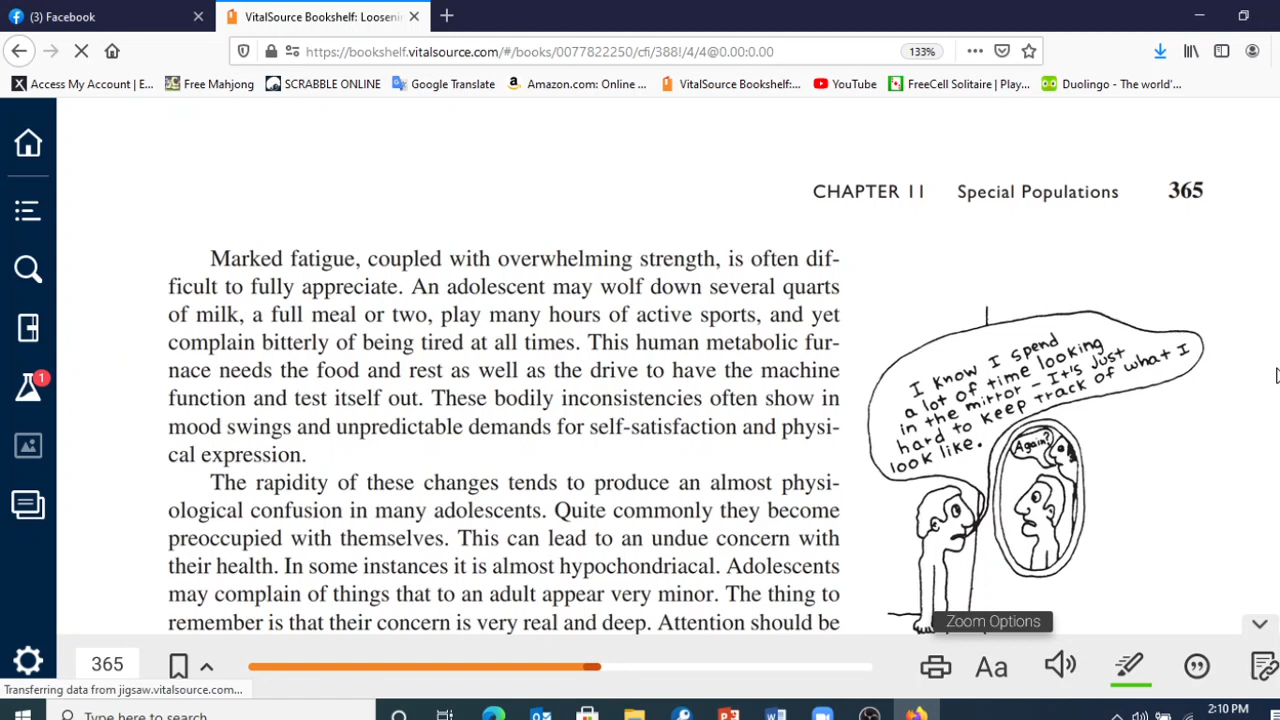 (3) Facebook
VitalSource Bookshelf: Loosenin
https://bookshelf.vitalsource.com/#/books/0077822250/cfi/388!/4/4@0.00:0.00
133%
Access My Account | E...
Free Mahjong
SCRABBLE ONLINE
Google Translate
Amazon.com: Online ...
VitalSource Bookshelf:...
YouTube
FreeCell Solitaire | Play...
Duolingo - The world'...
CHAPTER 11 Special Populations 365
Marked fatigue, coupled with overwhelming strength, is often dif-
ficult to fully appreciate. An adolescent may wolf down several quarts
of milk, a full meal or two, play many hours of active sports, and yet
complain bitterly of being tired at all times. This human metabolic fur-
nace needs the food and rest as well as the drive to have the machine
function and test itself out. These bodily inconsistencies often show in
mood swings and unpredictable demands for self-satisfaction and physi-
cal expression.
The rapidity of these changes tends to produce an almost physi-
ological confusion in many adolescents. Quite commonly they become
preoccupied with themselves. This can lead to an undue concern with
their health. In some instances it is almost hypochondriacal. Adolescents
may complain of things that to an adult appear very minor. The thing to
remember is that their concern is very real and deep. Attention should be
I know I spend
a lot of time looking
in the mirror – It's just
hard to keep track of what I
look like.
Again?
1
Zoom Options
365
Aa
Transferring data from jigsaw.vitalsource.com...
Type here to search
2:10 PM